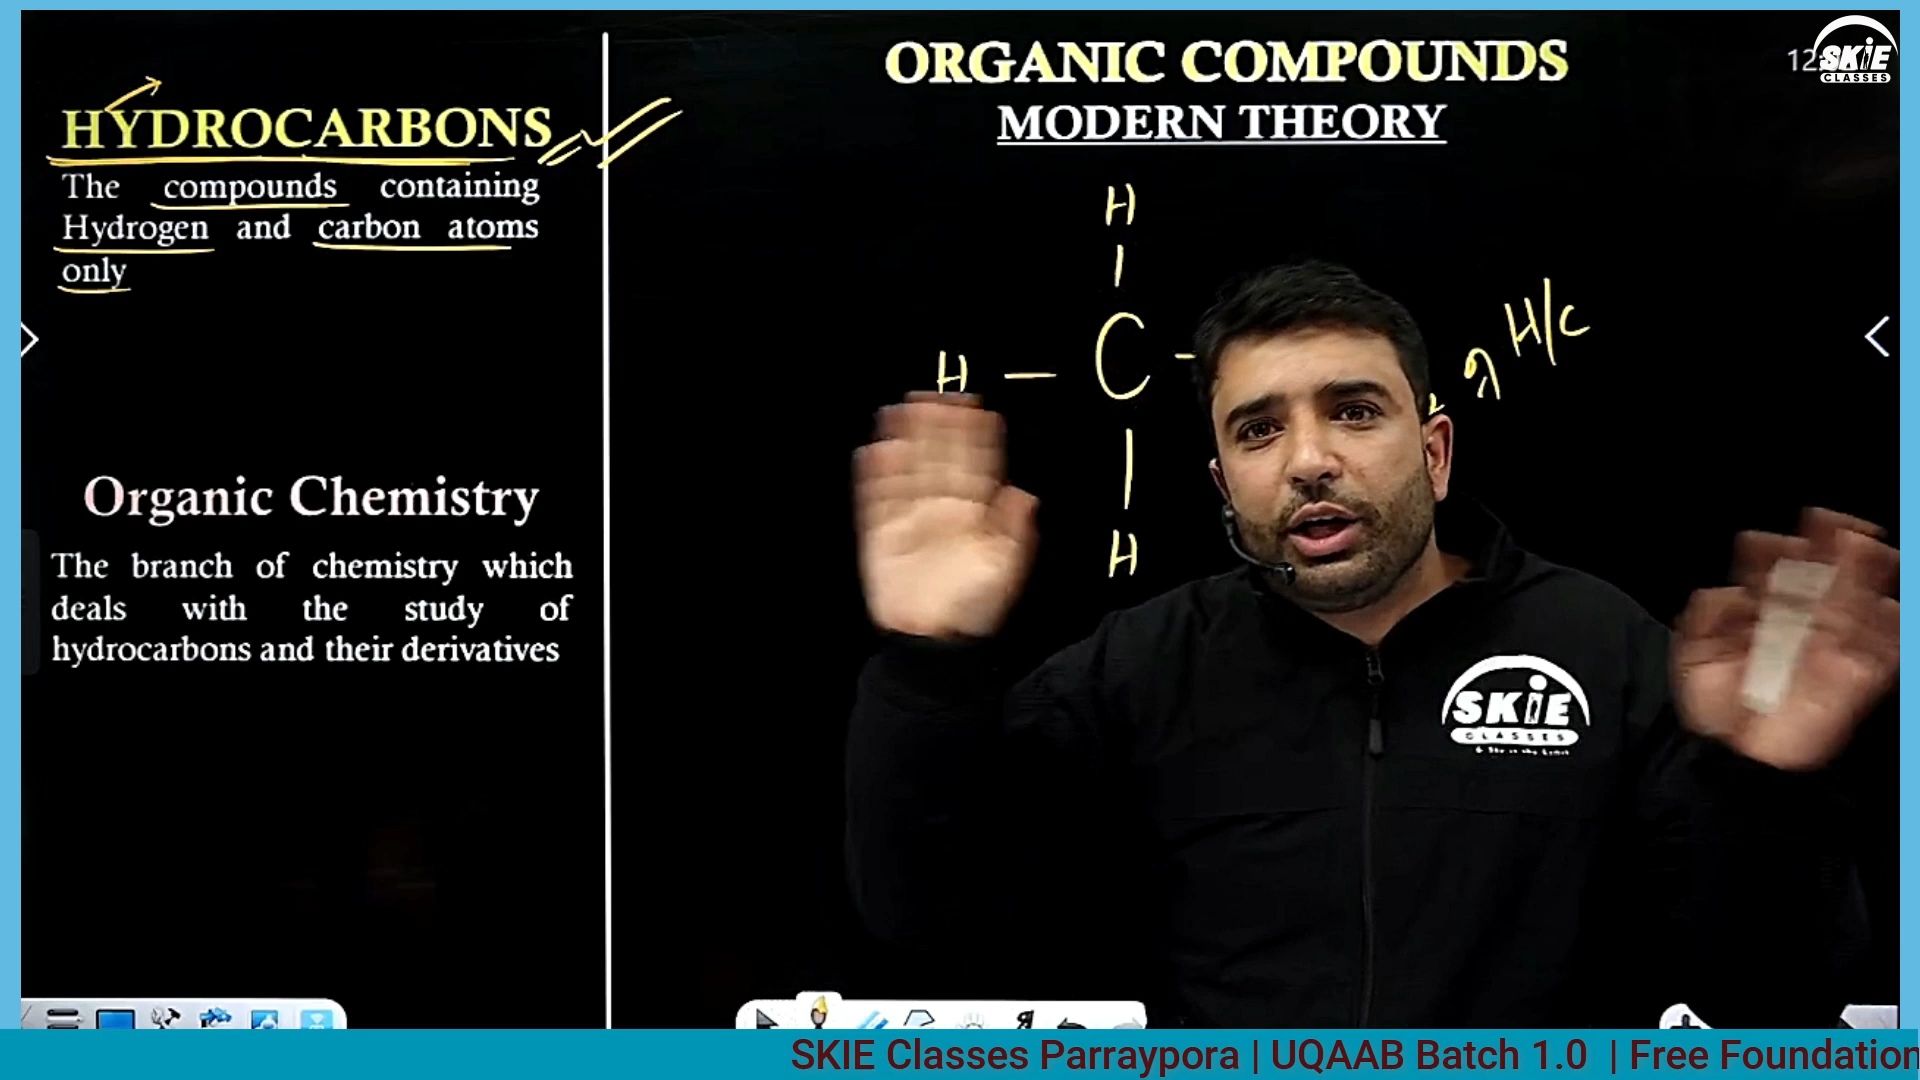 HYDROCARBONS
The compounds containing
Hydrogen and carbon atoms
only
Organic Chemistry
The branch of chemistry which
deals with the study of
hydrocarbons and their derivatives
ORGANIC COMPOUNDS
MODERN THEORY
H
|
H — C -
|
H
H/C
12
SKIE
CLASSES
SKIE
CLASSES
SKIE Classes Parraypora | UQAAB Batch 1.0 | Free Foundation